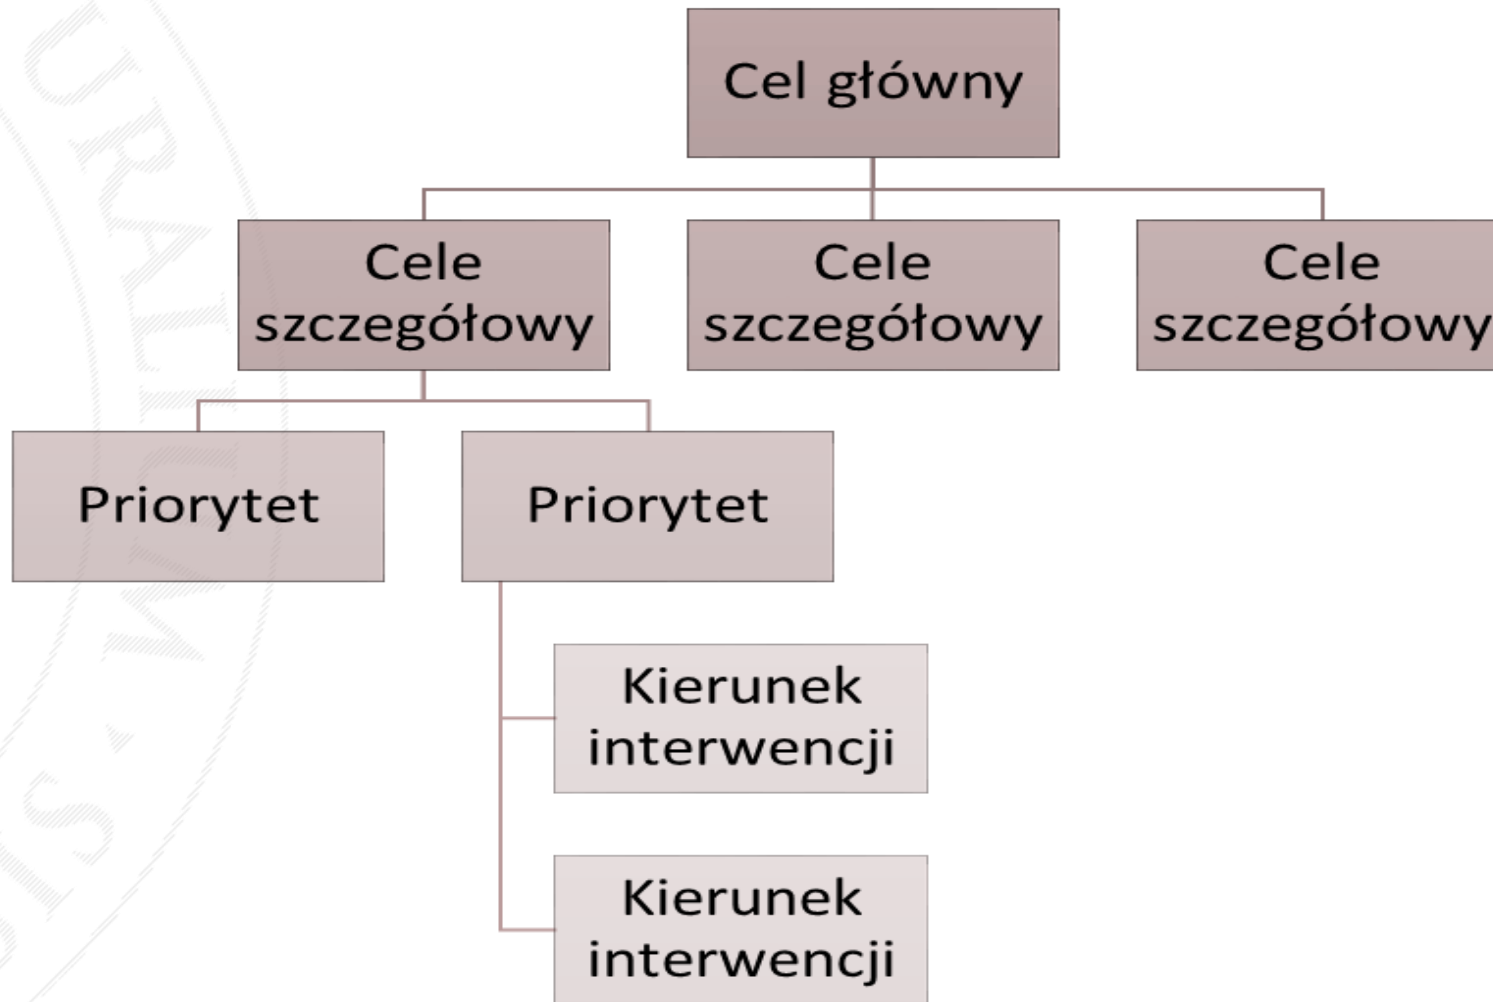 Cel główny
Cele
szczegółowy
Cele
szczegółowy
Cele
szczegółowy
Priorytet
Priorytet
Kierunek
interwencji
Kierunek
interwencji